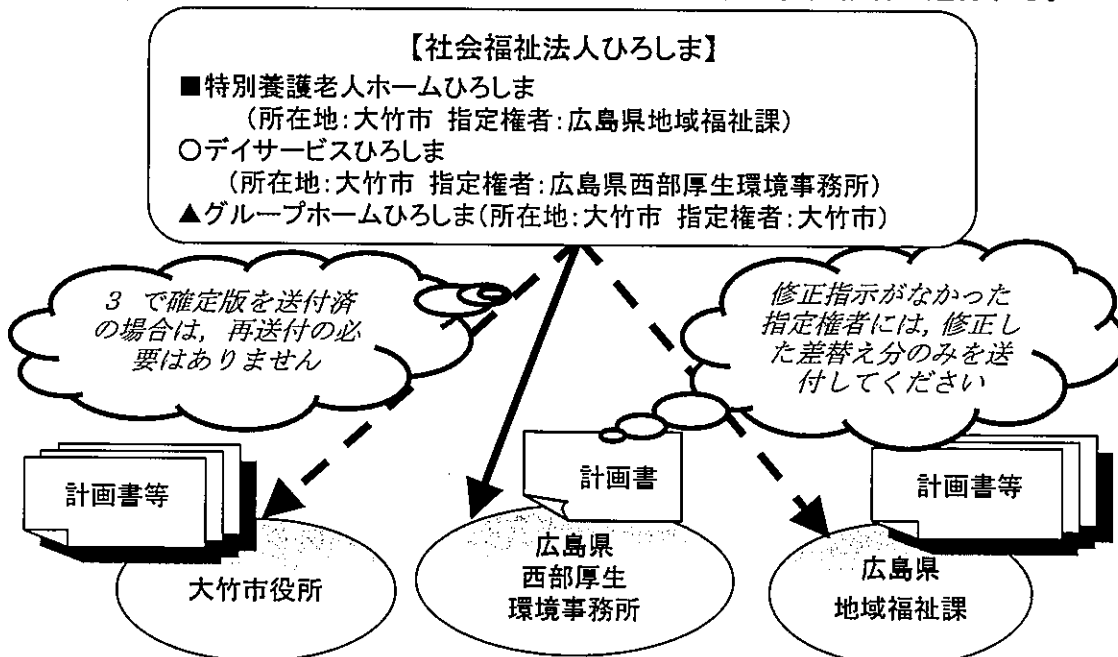 【社会福祉法人ひろしま】
■特別養護老人ホームひろしま
(所在地:大竹市 指定権者:広島県地域福祉課)
○デイサービスひろしま
(所在地:大竹市 指定権者:広島県西部厚生環境事務所)
▲グループホームひろしま(所在地:大竹市 指定権者:大竹市)
3 で確定版を送付済
の場合は,再送付の必
要はありません
修正指示がなかった
指定権者には,修正し
た差替え分のみを送
付してください
計画書等
計画書
計画書等
大竹市役所
広島県
西部厚生
環境事務所
広島県
地域福祉課